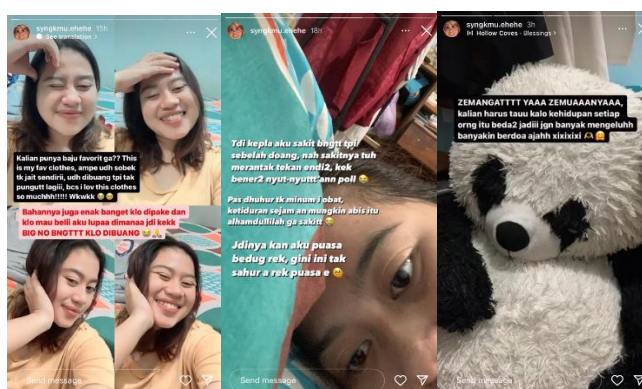 syngkmu.ehehe 15h
See translation >
Kalian punya baju favorit ga?? This
is my fav clothes, ampe udh sobek
tk jait sendiri, udh dibuang tpi tak
pungutt lagiii, bcs i lov this clothes
so muchhh!!!!! Wkwkk
Bahannya juga enak banget klo dipake dan
klo mau beli aku lupaa dimanaa jdi kekk
BIG NO BNGTTT KLO DIBUANG
Send message
syngkmu.ehehe 18h
Tdi kepla aku sakit bngtt tpi
sebelah doang, nah sakitnya tuh
merantak tekan endi2, kek
bener2 nyut-nyuttt'ann poll
Pas dhuhur tk minum i obat,
ketiduran sejam an mungkin abis itu
alhamdullilah ga sakitt
Jdinya kan aku puasa
bedug rek, gini ini tak
sahur a rek puasa e
Send message
syngkmu.ehehe 3h
Hollow Coves · Blessings >
ZEMANGATTTT YAAA ZEMUAAANYAAA,
kalian harus tauu kalo kehidupan setiap
orng itu beda2 jadiii jgn banyak mengeluhh
banyakin berdoa ajahh xixixixi
Send message